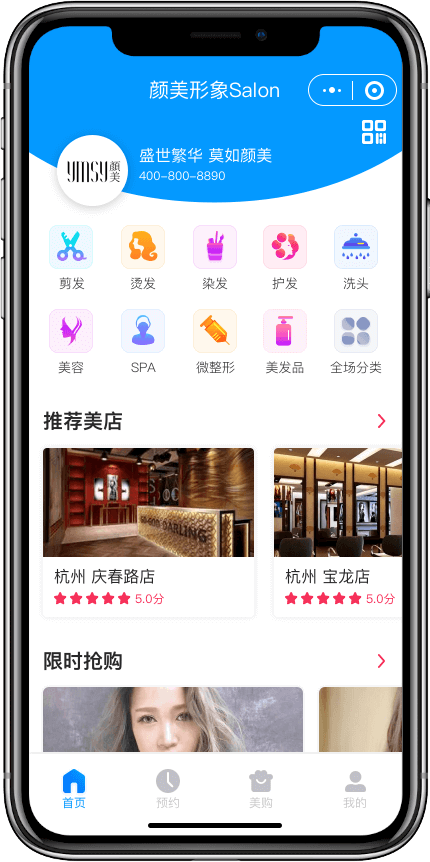 颜美形象Salon
ymsy 颜美
盛世繁华 莫如颜美
400-800-8890
剪发 烫发 染发 护发 洗头
美容 SPA 微整形 美发品 全场分类
推荐美店
DARLING
杭州 庆春路店
5.0分
杭州 宝龙店
5.0分
限时抢购
首页 预约 美购 我的